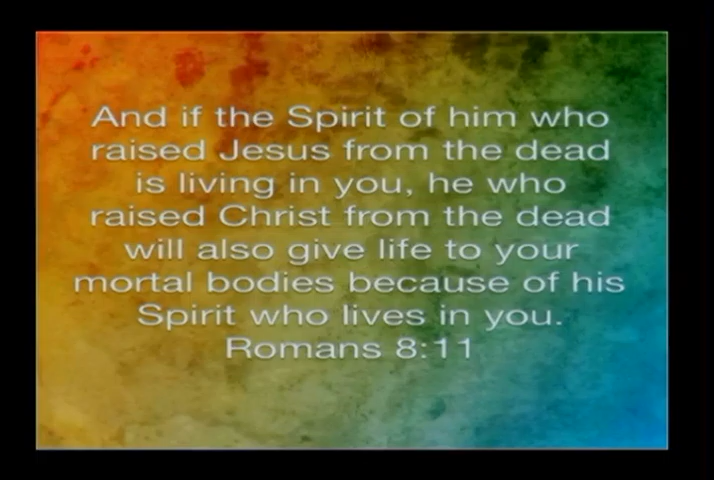 And if the Spirit of him who
raised Jesus from the dead
is living in you, he who
raised Christ from the dead
will also give life to your
mortal bodies because of his
Spirit who lives in you.
Romans 8:11